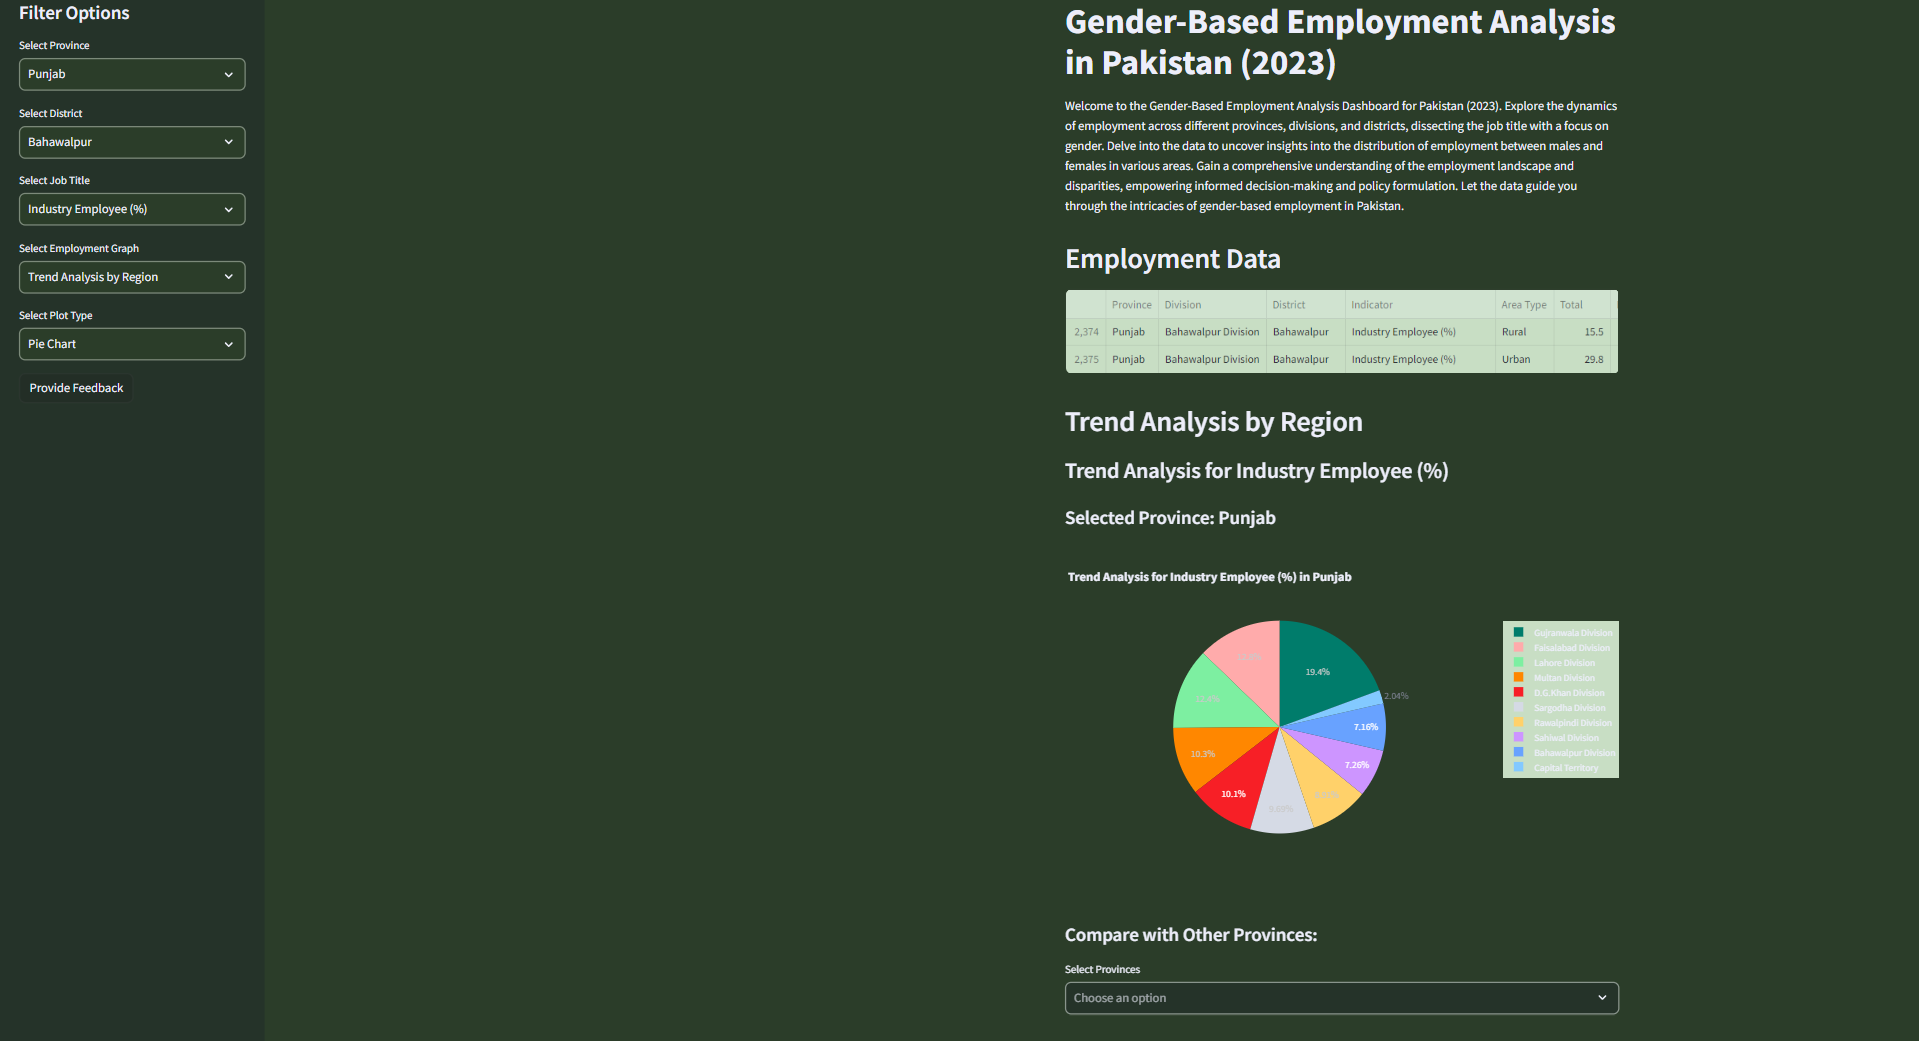 Filter Options
Select Province
Punjab
Select District
Bahawalpur
Select Job Title
Industry Employee (%)
Select Employment Graph
Trend Analysis by Region
Select Plot Type
Pie Chart
Provide Feedback
Gender-Based Employment Analysis
in Pakistan (2023)
Welcome to the Gender-Based Employment Analysis Dashboard for Pakistan (2023). Explore the dynamics
of employment across different provinces, divisions, and districts, dissecting the job title with a focus on
gender. Delve into the data to uncover insights into the distribution of employment between males and
females in various areas. Gain a comprehensive understanding of the employment landscape and
disparities, empowering informed decision-making and policy formulation. Let the data guide you
through the intricacies of gender-based employment in Pakistan.
Employment Data
Province Division District Indicator Area Type Total
2,374 Punjab Bahawalpur Division Bahawalpur Industry Employee (%) Rural 15.5
2,375 Punjab Bahawalpur Division Bahawalpur Industry Employee (%) Urban 29.8
Trend Analysis by Region
Trend Analysis for Industry Employee (%)
Selected Province: Punjab
Trend Analysis for Industry Employee (%) in Punjab
19.4%
2.04%
7.16%
7.26%
10.1%
10.3%
Gujranwala Division
Faisalabad Division
Lahore Division
Multan Division
D.G.Khan Division
Sargodha Division
Rawalpindi Division
Sahiwal Division
Bahawalpur Division
Capital Territory
Compare with Other Provinces:
Select Provinces
Choose an option